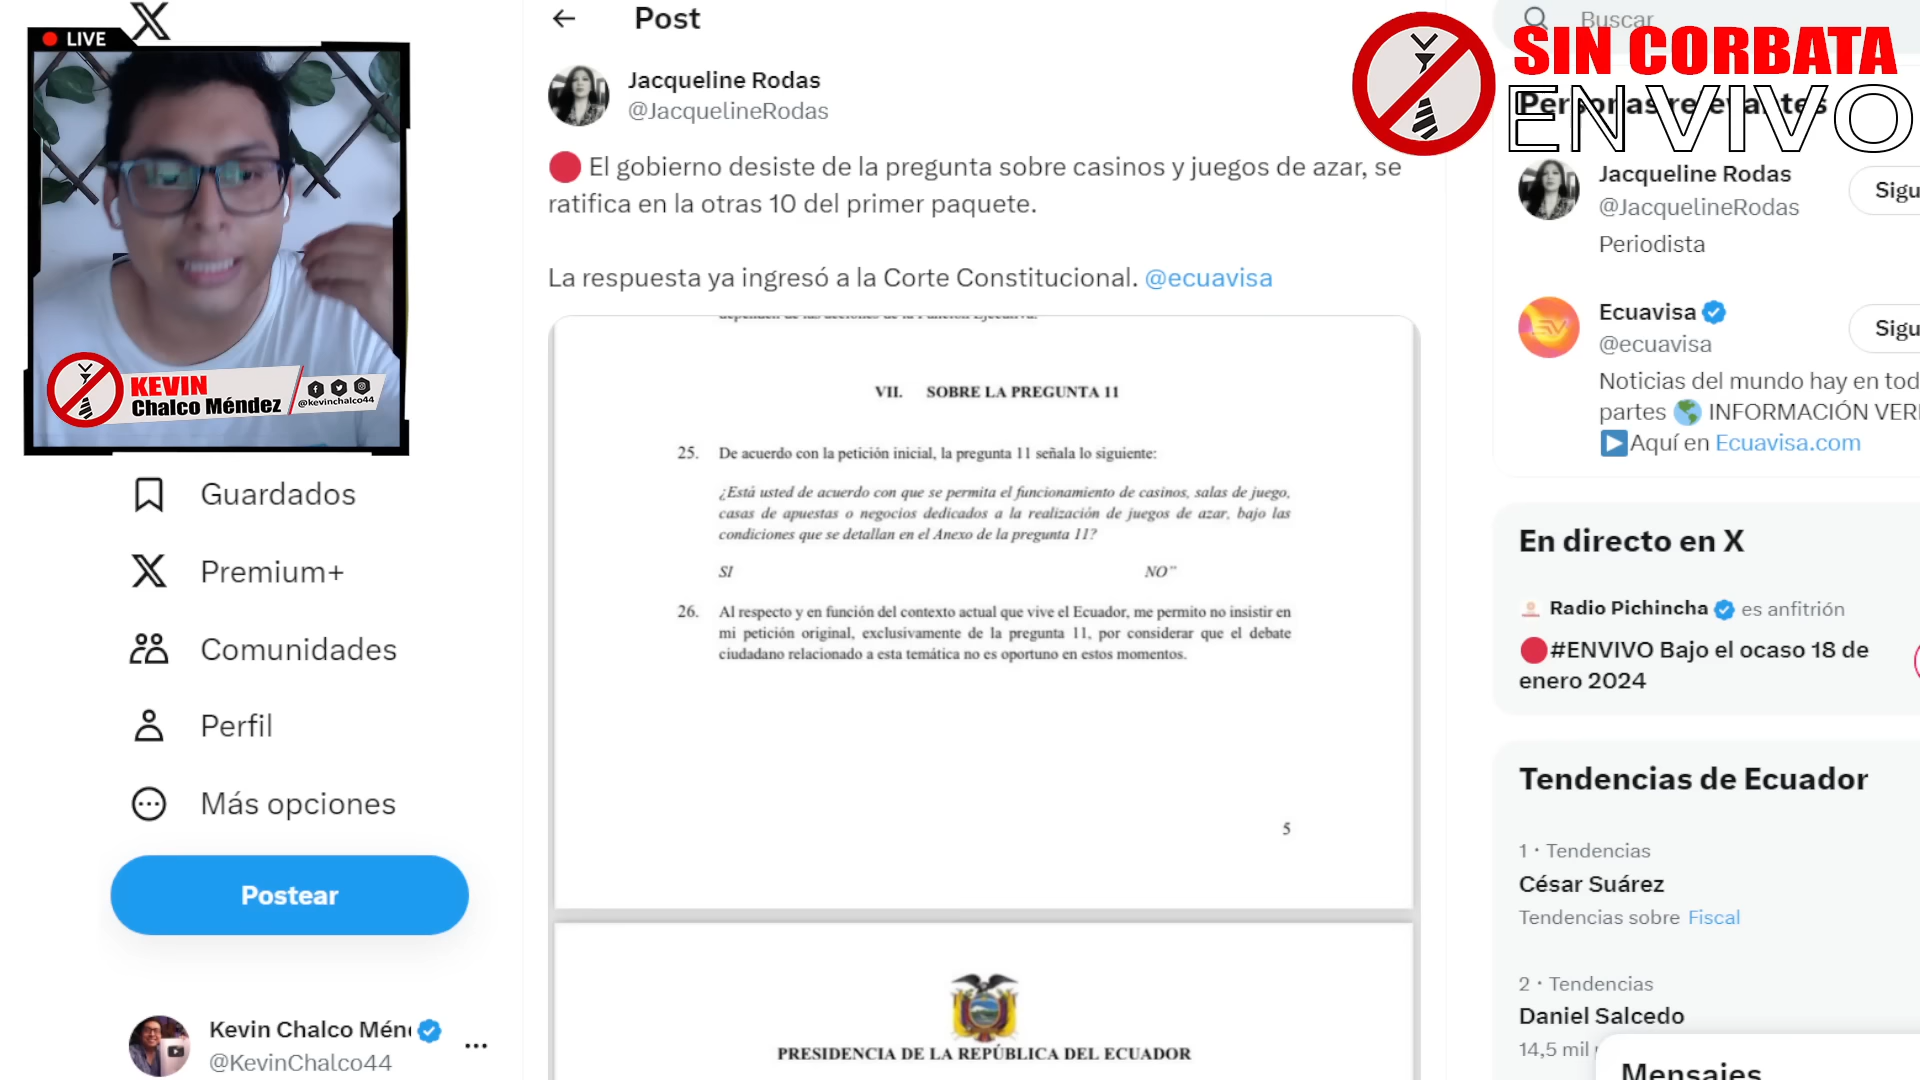 LIVE
KEVIN
Chalco Méndez
@kevinchalco44
Guardados
Premium+
Comunidades
Perfil
Más opciones
Postear
Kevin Chalco Mén
@KevinChalco44
Post
Jacqueline Rodas
@JacquelineRodas
El gobierno desiste de la pregunta sobre casinos y juegos de azar, se
ratifica en la otras 10 del primer paquete.
La respuesta ya ingresó a la Corte Constitucional. @ecuavisa
VII. SOBRE LA PREGUNTA 11
25. De acuerdo con la petición inicial, la pregunta 11 señala lo siguiente:
¿Está usted de acuerdo con que se permita el funcionamiento de casinos, salas de juego,
casas de apuestas o negocios dedicados a la realización de juegos de azar, bajo las
condiciones que se detallan en el Anexo de la pregunta 11?
SI NO"
26. Al respecto y en función del contexto actual que vive el Ecuador, me permito no insistir en
mi petición original, exclusivamente de la pregunta 11, por considerar que el debate
ciudadano relacionado a esta temática no es oportuno en estos momentos.
5
PRESIDENCIA DE LA REPÚBLICA DEL ECUADOR
Buscar
SIN CORBATA
EN VIVO
Personas relevantes
Jacqueline Rodas
@JacquelineRodas
Sigu
Periodista
Ecuavisa
@ecuavisa
Sigu
Noticias del mundo hay en tod
partes INFORMACIÓN VER
Aquí en Ecuavisa.com
En directo en X
Radio Pichincha es anfitrión
#ENVIVO Bajo el ocaso 18 de
enero 2024
Tendencias de Ecuador
1 · Tendencias
César Suárez
Tendencias sobre Fiscal
2 · Tendencias
Daniel Salcedo
14,5 mil
Mensajes